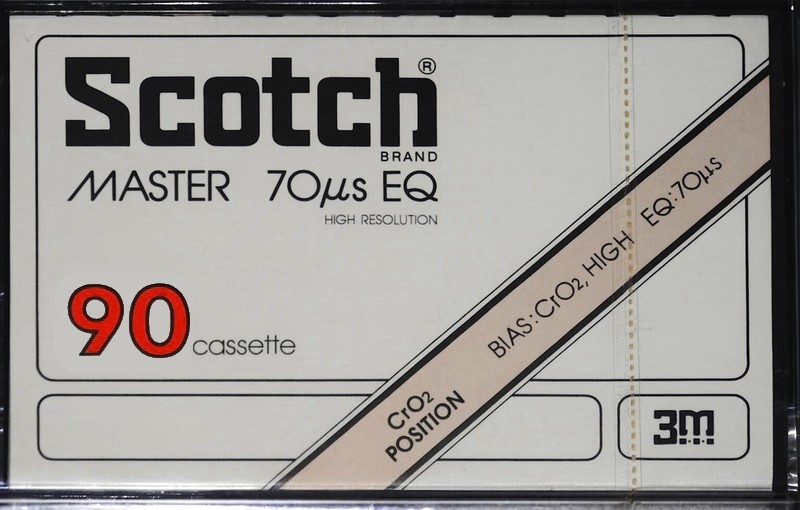 Scotch®
BRAND
MASTER 70µs EQ
HIGH RESOLUTION
90 cassette
BIAS: CrO₂, HIGH EQ: 70µs
CrO₂
POSITION
3M